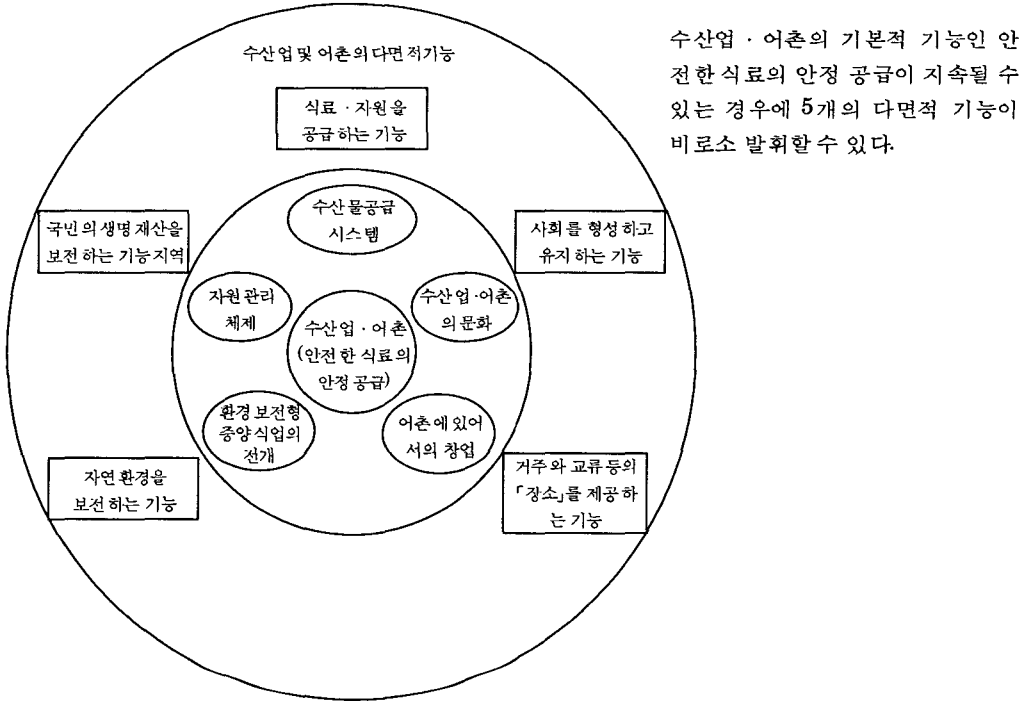 수산업 및 어촌의 다면적기능
수산업 · 어촌의 기본적 기능인 안
전한 식료의 안정 공급이 지속될 수
있는 경우에 5개의 다면적 기능이
비로소 발휘할 수 있다.
식료 · 자원을
공급하는 기능
국민의 생명 재산을
보전하는 기능지역
사회를 형성하고
유지하는 기능
수산물공급
시스템
자원관리
체제
수산업·어촌
의 문화
수산업 · 어촌
(안전한 식료의
안정 공급)
환경 보전형
증양식업의
전개
어촌에 있어
서의 창업
자연 환경을
보전하는 기능
거주와 교류 등의
「장소」를 제공하
는 기능